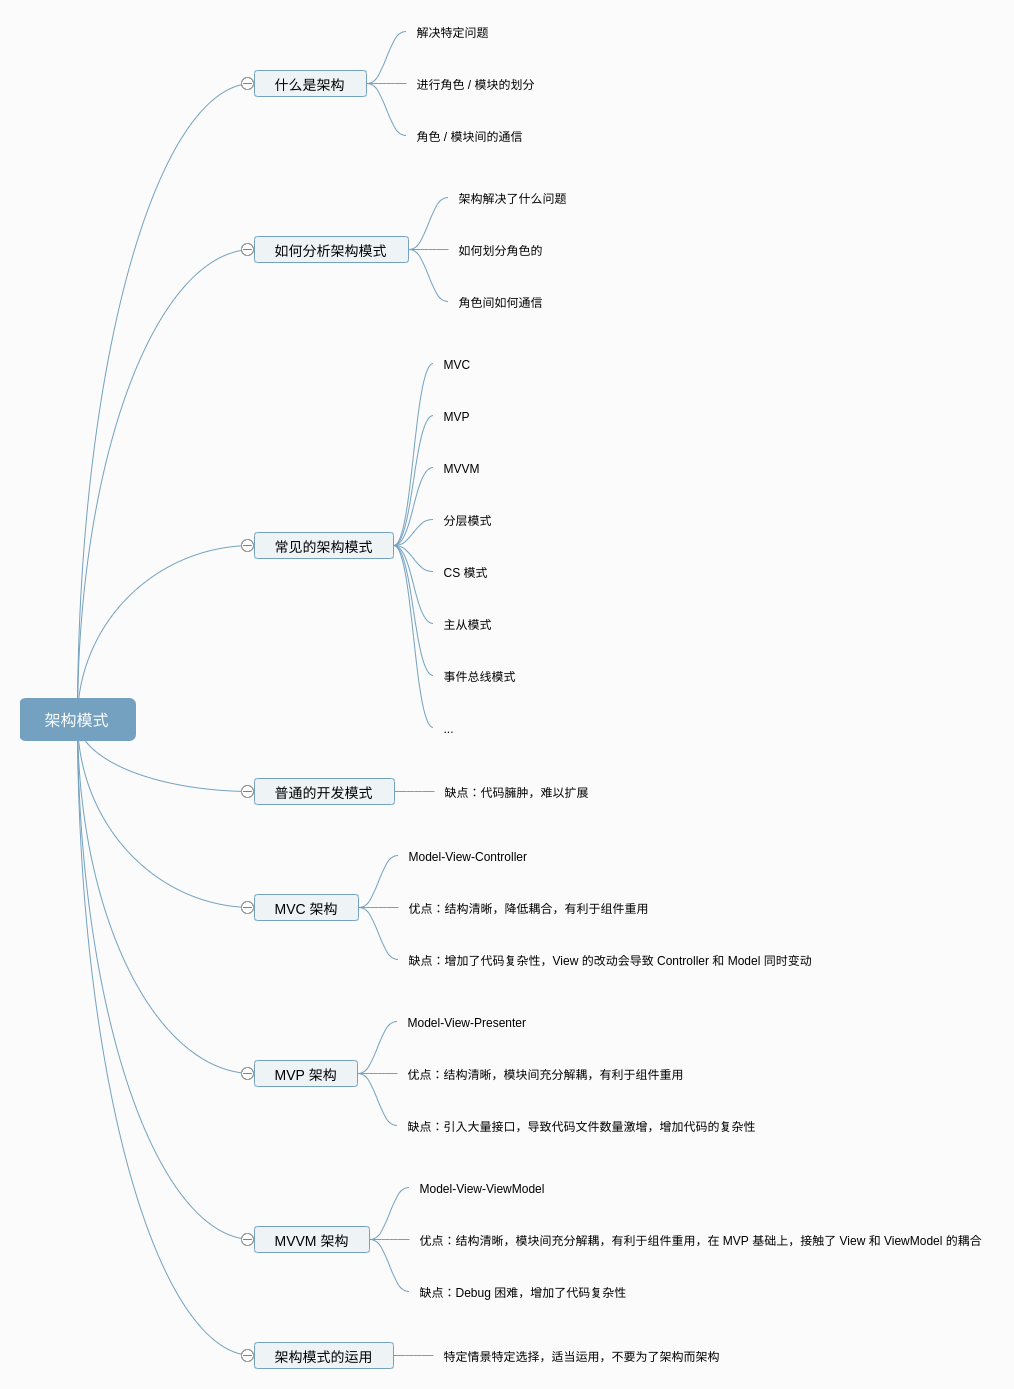 解决特定问题
什么是架构
进行角色 / 模块的划分
角色 / 模块间的通信
架构解决了什么问题
如何分析架构模式
如何划分角色的
角色间如何通信
MVC
MVP
MVVM
分层模式
常见的架构模式
CS 模式
主从模式
事件总线模式
...
架构模式
普通的开发模式
缺点：代码臃肿，难以扩展
Model-View-Controller
MVC 架构
优点：结构清晰，降低耦合，有利于组件重用
缺点：增加了代码复杂性，View 的改动会导致 Controller 和 Model 同时变动
Model-View-Presenter
MVP 架构
优点：结构清晰，模块间充分解耦，有利于组件重用
缺点：引入大量接口，导致代码文件数量激增，增加代码的复杂性
Model-View-ViewModel
MVVM 架构
优点：结构清晰，模块间充分解耦，有利于组件重用，在 MVP 基础上，接触了 View 和 ViewModel 的耦合
缺点：Debug 困难，增加了代码复杂性
架构模式的运用
特定情景特定选择，适当运用，不要为了架构而架构